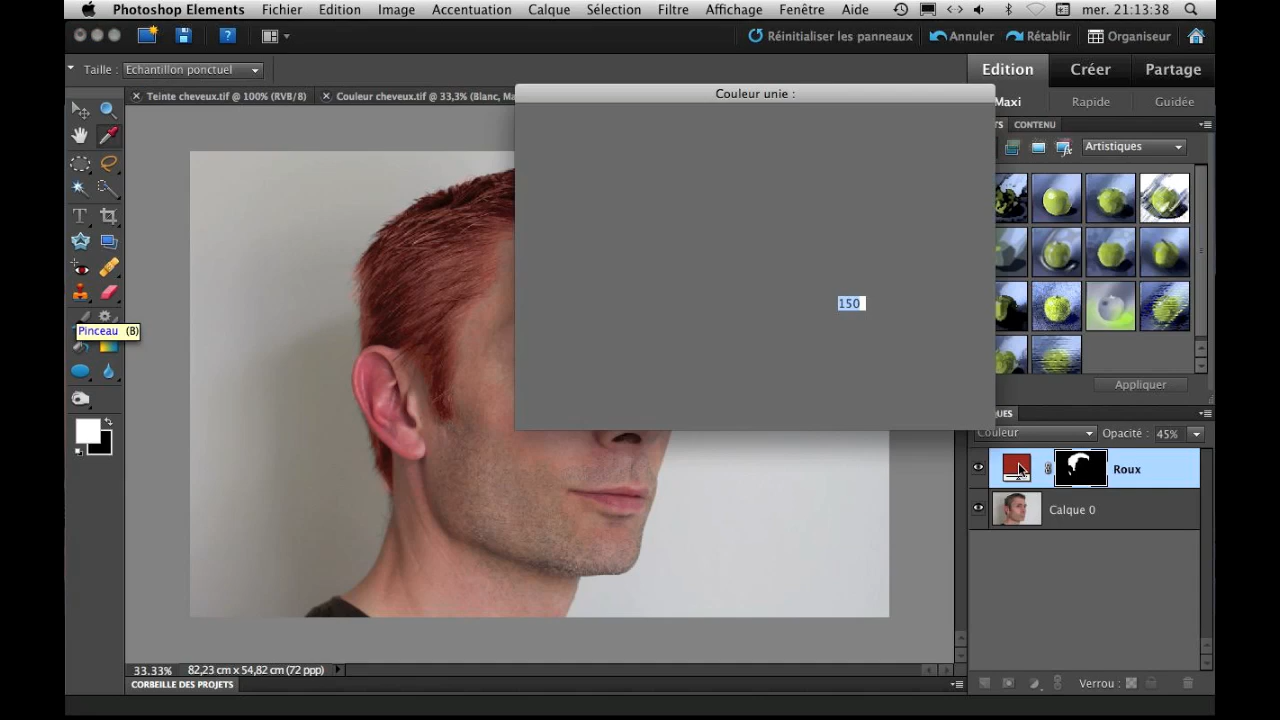 Photoshop Elements Fichier Edition Image Accentuation Calque Sélection Filtre Affichage Fenêtre Aide mer. 21:13:38
? Réinitialiser les panneaux Annuler Rétablir Organiseur
Taille : Echantillon ponctuel Edition Créer Partage
Teinte cheveux.tif @ 100% (RVB/8) Couleur cheveux.tif @ 33,3% (Blanc, Ma
Couleur unie :
Maxi Rapide Guidée
TS CONTENU
Artistiques
T
150
Pinceau (B)
Appliquer
QUES
Couleur Opacité : 45%
Roux
Calque 0
33.33% 82,23 cm x 54,82 cm (72 ppp)
Verrou :
CORBEILLE DES PROJETS